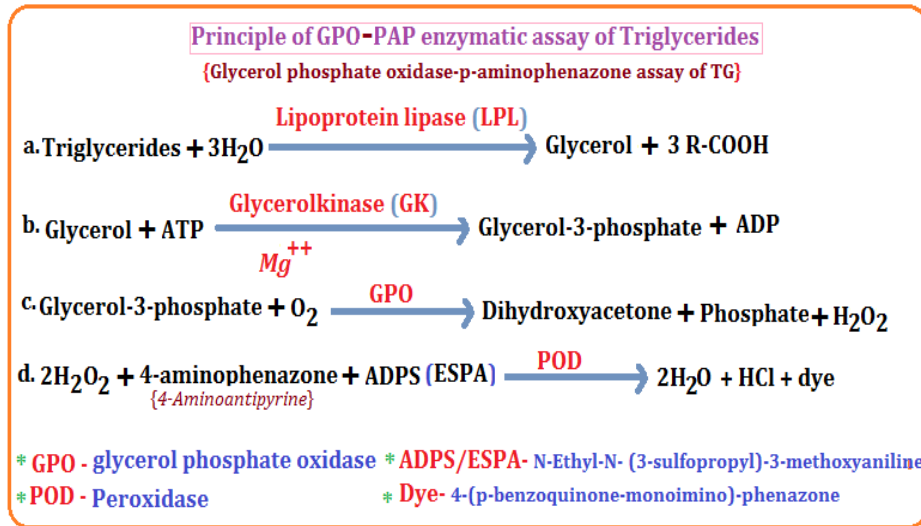 Principle of GPO-PAP enzymatic assay of Triglycerides
{Glycerol phosphate oxidase-p-aminophenazone assay of TG}
Lipoprotein lipase (LPL)
a. Triglycerides + 3H₂O → Glycerol + 3 R-COOH
Glycerolkinase (GK)
b. Glycerol + ATP → Glycerol-3-phosphate + ADP
Mg⁺⁺
GPO
c. Glycerol-3-phosphate + O₂ → Dihydroxyacetone + Phosphate + H₂O₂
POD
d. 2H₂O₂ + 4-aminophenazone + ADPS (ESPA) → 2H₂O + HCl + dye
{4-Aminoantipyrine}
* GPO - glycerol phosphate oxidase * ADPS/ESPA- N-Ethyl-N- (3-sulfopropyl)-3-methoxyaniline
* POD - Peroxidase * Dye- 4-(p-benzoquinone-monoimino)-phenazone